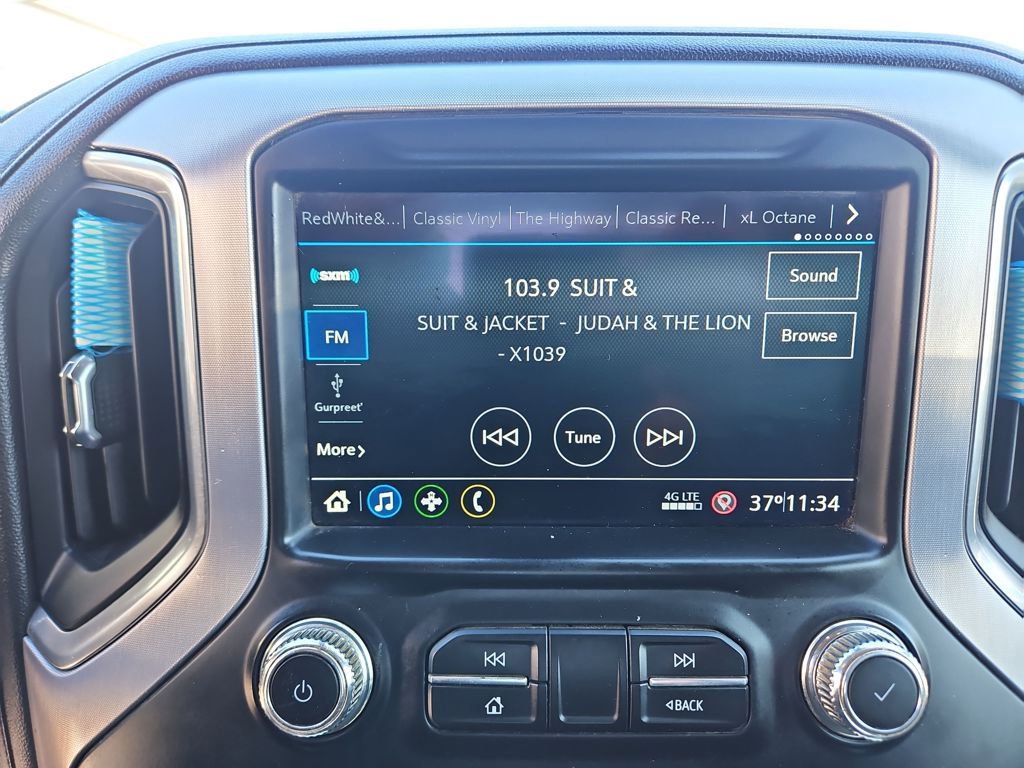 RedWhite&... Classic Vinyl The Highway Classic Re... xL Octane
((sxm))
103.9 SUIT &
Sound
FM
SUIT & JACKET - JUDAH & THE LION
- X1039
Browse
Gurpreet'
More
Tune
4G LTE
37°
11:34
BACK